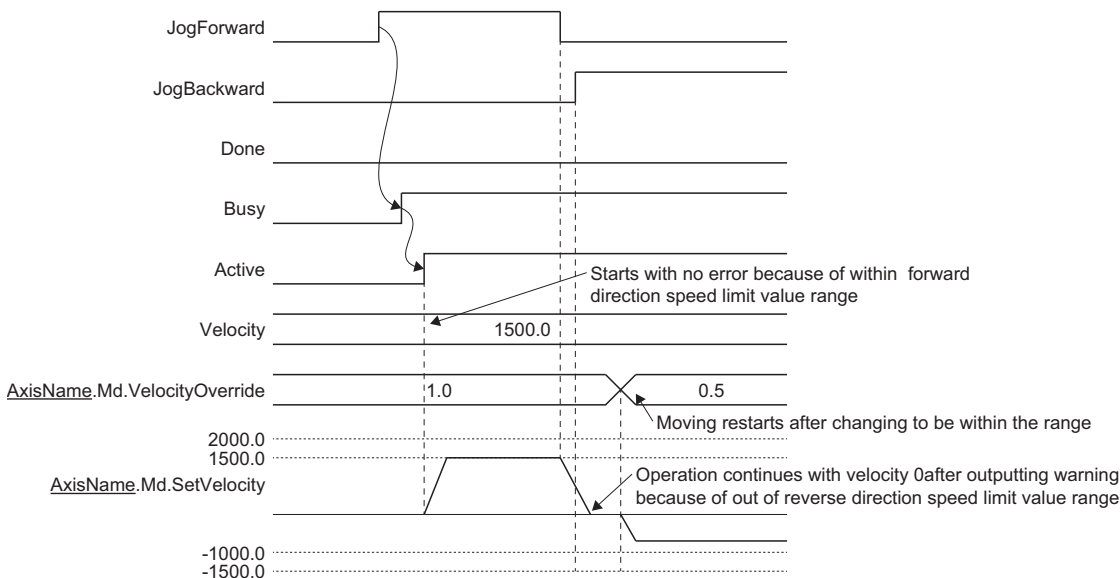 JogForward
JogBackward
Done
Busy
Active
Starts with no error because of within forward
direction speed limit value range
Velocity
1500.0
AxisName.Md.VelocityOverride
1.0
0.5
Moving restarts after changing to be within the range
2000.0
1500.0
AxisName.Md.SetVelocity
Operation continues with velocity 0after outputting warning
because of out of reverse direction speed limit value range
-1000.0
-1500.0